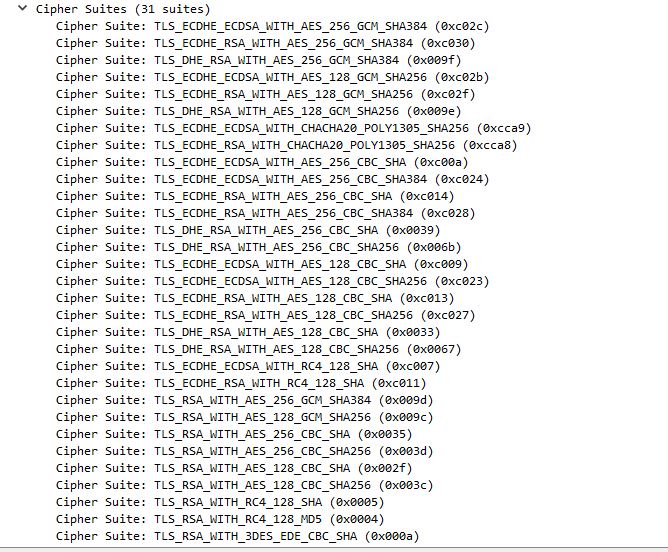 Cipher Suites (31 suites)
Cipher Suite: TLS_ECDHE_ECDSA_WITH_AES_256_GCM_SHA384 (0xc02c)
Cipher Suite: TLS_ECDHE_RSA_WITH_AES_256_GCM_SHA384 (0xc030)
Cipher Suite: TLS_DHE_RSA_WITH_AES_256_GCM_SHA384 (0x009f)
Cipher Suite: TLS_ECDHE_ECDSA_WITH_AES_128_GCM_SHA256 (0xc02b)
Cipher Suite: TLS_ECDHE_RSA_WITH_AES_128_GCM_SHA256 (0xc02f)
Cipher Suite: TLS_DHE_RSA_WITH_AES_128_GCM_SHA256 (0x009e)
Cipher Suite: TLS_ECDHE_ECDSA_WITH_CHACHA20_POLY1305_SHA256 (0xcca9)
Cipher Suite: TLS_ECDHE_RSA_WITH_CHACHA20_POLY1305_SHA256 (0xcca8)
Cipher Suite: TLS_ECDHE_ECDSA_WITH_AES_256_CBC_SHA (0xc00a)
Cipher Suite: TLS_ECDHE_ECDSA_WITH_AES_256_CBC_SHA384 (0xc024)
Cipher Suite: TLS_ECDHE_RSA_WITH_AES_256_CBC_SHA (0xc014)
Cipher Suite: TLS_ECDHE_RSA_WITH_AES_256_CBC_SHA384 (0xc028)
Cipher Suite: TLS_DHE_RSA_WITH_AES_256_CBC_SHA (0x0039)
Cipher Suite: TLS_DHE_RSA_WITH_AES_256_CBC_SHA256 (0x006b)
Cipher Suite: TLS_ECDHE_ECDSA_WITH_AES_128_CBC_SHA (0xc009)
Cipher Suite: TLS_ECDHE_ECDSA_WITH_AES_128_CBC_SHA256 (0xc023)
Cipher Suite: TLS_ECDHE_RSA_WITH_AES_128_CBC_SHA (0xc013)
Cipher Suite: TLS_ECDHE_RSA_WITH_AES_128_CBC_SHA256 (0xc027)
Cipher Suite: TLS_DHE_RSA_WITH_AES_128_CBC_SHA (0x0033)
Cipher Suite: TLS_DHE_RSA_WITH_AES_128_CBC_SHA256 (0x0067)
Cipher Suite: TLS_ECDHE_ECDSA_WITH_RC4_128_SHA (0xc007)
Cipher Suite: TLS_ECDHE_RSA_WITH_RC4_128_SHA (0xc011)
Cipher Suite: TLS_RSA_WITH_AES_256_GCM_SHA384 (0x009d)
Cipher Suite: TLS_RSA_WITH_AES_128_GCM_SHA256 (0x009c)
Cipher Suite: TLS_RSA_WITH_AES_256_CBC_SHA (0x0035)
Cipher Suite: TLS_RSA_WITH_AES_256_CBC_SHA256 (0x003d)
Cipher Suite: TLS_RSA_WITH_AES_128_CBC_SHA (0x002f)
Cipher Suite: TLS_RSA_WITH_AES_128_CBC_SHA256 (0x003c)
Cipher Suite: TLS_RSA_WITH_RC4_128_SHA (0x0005)
Cipher Suite: TLS_RSA_WITH_RC4_128_MD5 (0x0004)
Cipher Suite: TLS_RSA_WITH_3DES_EDE_CBC_SHA (0x000a)